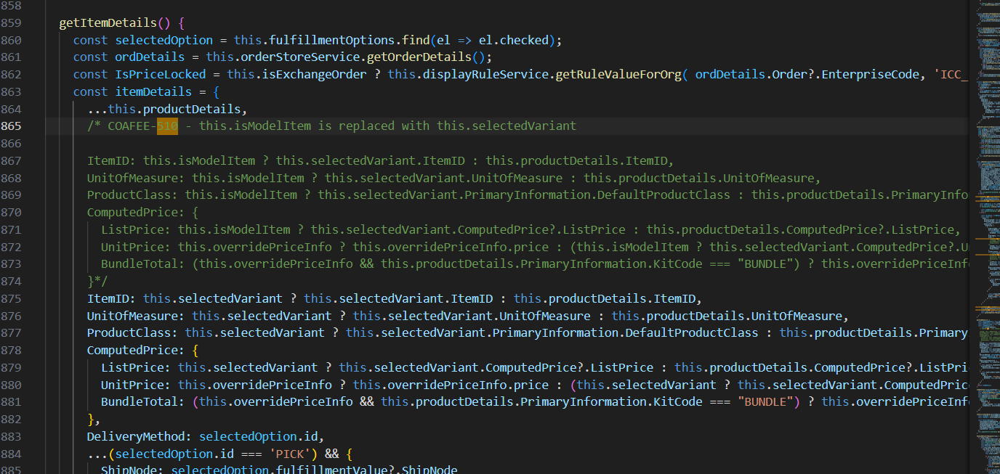 858
859 getItemDetails() {
860 const selectedOption = this.fulfillmentOptions.find(el => el.checked);
861 const ordDetails = this.orderStoreService.getOrderDetails();
862 const IsPriceLocked = this.isExchangeOrder ? this.displayRuleService.getRuleValueForOrg( ordDetails.Order?.EnterpriseCode, 'ICC_
863 const itemDetails = {
864 ...this.productDetails,
865 /* COAFEE-510 - this.isModelItem is replaced with this.selectedVariant
866
867 ItemID: this.isModelItem ? this.selectedVariant.ItemID : this.productDetails.ItemID,
868 UnitOfMeasure: this.isModelItem ? this.selectedVariant.UnitOfMeasure : this.productDetails.UnitOfMeasure,
869 ProductClass: this.isModelItem ? this.selectedVariant.PrimaryInformation.DefaultProductClass : this.productDetails.PrimaryInfo
870 ComputedPrice: {
871 ListPrice: this.isModelItem ? this.selectedVariant.ComputedPrice?.ListPrice : this.productDetails.ComputedPrice?.ListPrice,
872 UnitPrice: this.overridePriceInfo ? this.overridePriceInfo.price : (this.isModelItem ? this.selectedVariant.ComputedPrice?.U
873 BundleTotal: (this.overridePriceInfo && this.productDetails.PrimaryInformation.KitCode === "BUNDLE") ? this.overridePriceInf
874 }*/
875 ItemID: this.selectedVariant ? this.selectedVariant.ItemID : this.productDetails.ItemID,
876 UnitOfMeasure: this.selectedVariant ? this.selectedVariant.UnitOfMeasure : this.productDetails.UnitOfMeasure,
877 ProductClass: this.selectedVariant ? this.selectedVariant.PrimaryInformation.DefaultProductClass : this.productDetails.Primary
878 ComputedPrice: {
879 ListPrice: this.selectedVariant ? this.selectedVariant.ComputedPrice?.ListPrice : this.productDetails.ComputedPrice?.ListPri
880 UnitPrice: this.overridePriceInfo ? this.overridePriceInfo.price : (this.selectedVariant ? this.selectedVariant.ComputedPric
881 BundleTotal: (this.overridePriceInfo && this.productDetails.PrimaryInformation.KitCode === "BUNDLE") ? this.overridePriceInf
882 },
883 DeliveryMethod: selectedOption.id,
884 ...(selectedOption.id === 'PICK') && {
885 ShipNode: selectedOption.fulfillmentValue?.ShipNode